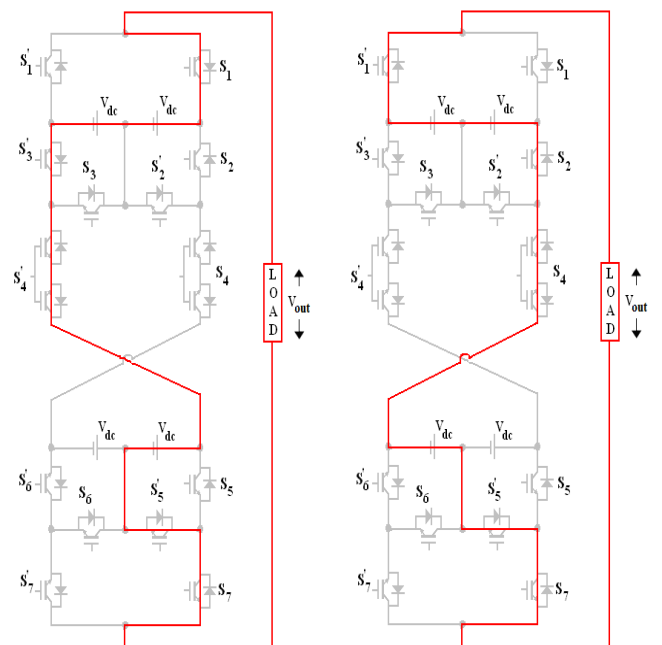 S'1 S1
Vdc Vdc
S'3 S3 S'2 S2
S'4 S4
LOAD Vout
Vdc Vdc
S'6 S6 S'5 S5
S'7 S7
S'1 S1
Vdc Vdc
S'3 S3 S'2 S2
S'4 S4
LOAD Vout
Vdc Vdc
S'6 S6 S'5 S5
S'7 S7